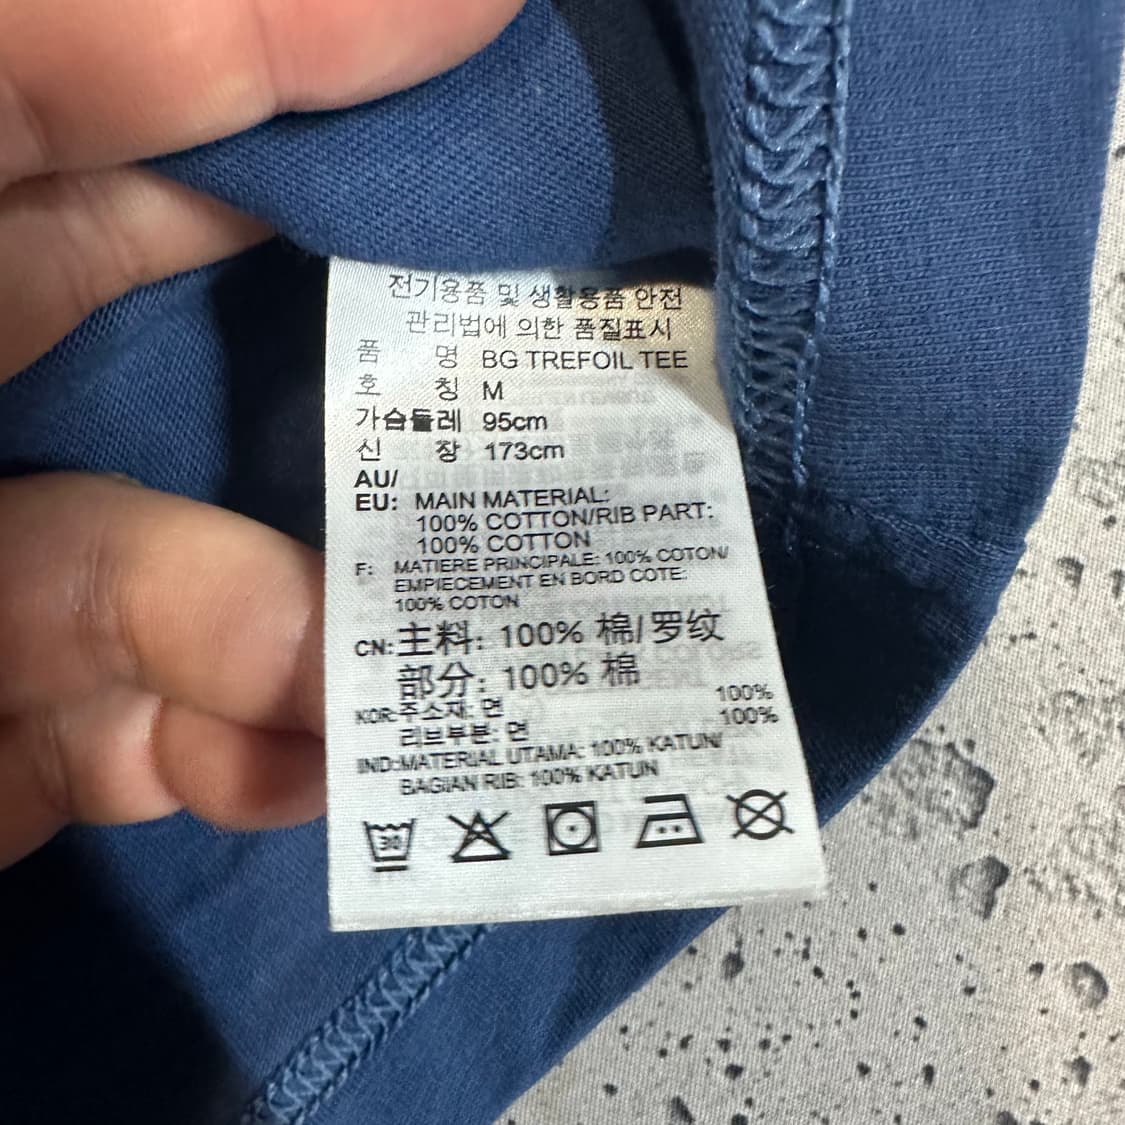 전기용품 및 생활용품 안전
관리법에 의한 품질표시
품 명 BG TREFOIL TEE
호 칭 M
가슴둘레 95cm
신 장 173cm
AU/
EU: MAIN MATERIAL:
100% COTTON/RIB PART:
100% COTTON
F: MATIERE PRINCIPALE: 100% COTON/
EMPIECEMENT EN BORD COTE:
100% COTON
CN: 主料: 100% 棉/罗纹
部分: 100% 棉
KOR: 주소재: 면 100%
리브부분: 면 100%
IND: MATERIAL UTAMA: 100% KATUN/
BAGIAN RIB: 100% KATUN
30